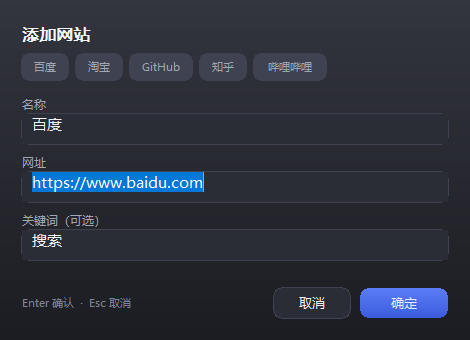 添加网站
百度 淘宝 GitHub 知乎 哔哩哔哩
名称
百度
网址
https://www.baidu.com
关键词（可选）
搜索
Enter 确认 · Esc 取消 取消 确定